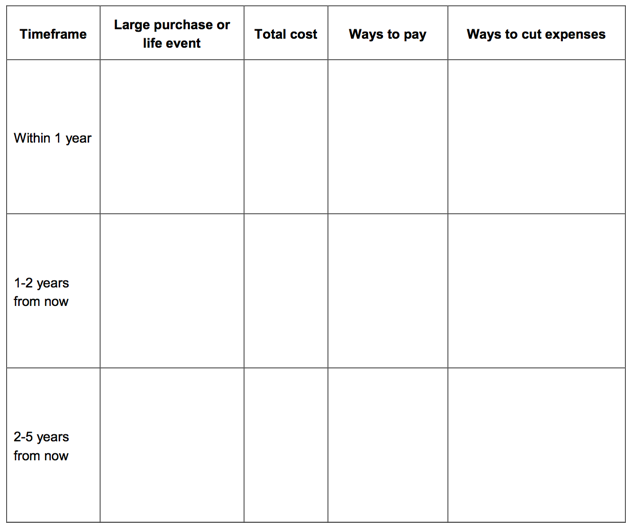 Timeframe
Large purchase or
life event
Total cost
Ways to pay
Ways to cut expenses
Within 1 year
1-2 years
from now
2-5 years
from now